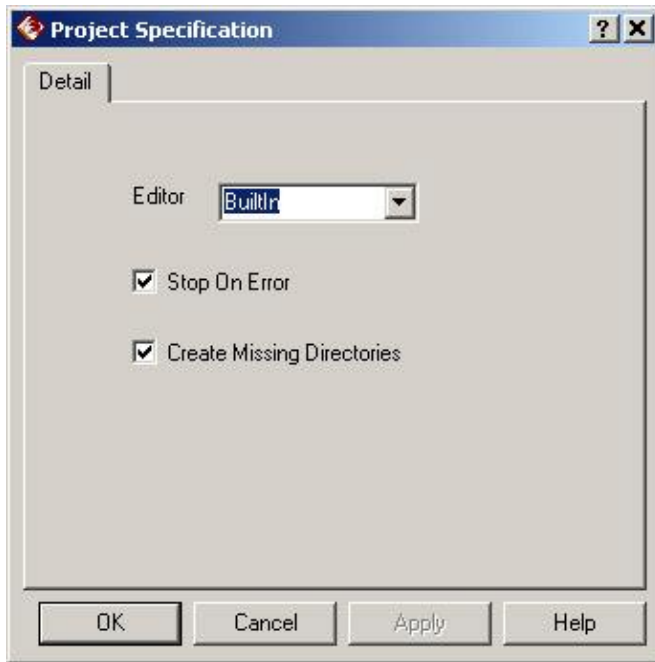 Project Specification
Detail
Editor BuiltIn
Stop On Error
Create Missing Directories
OK Cancel Apply Help